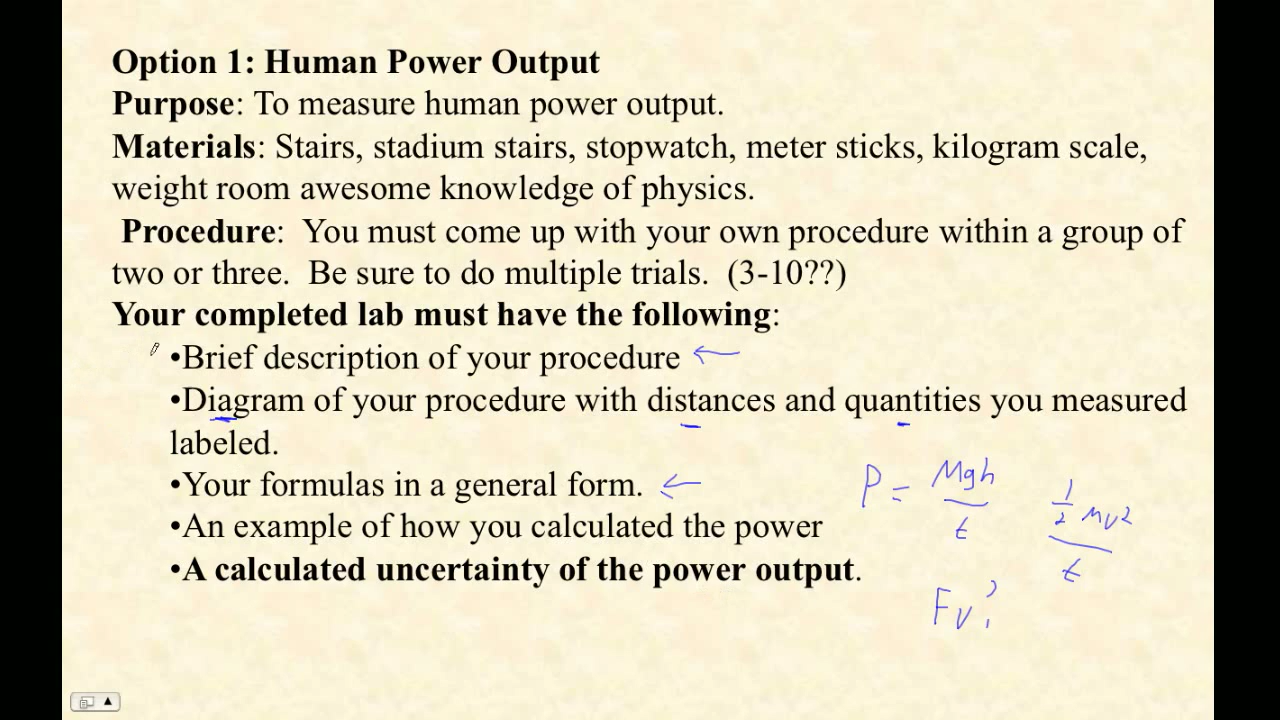 Option 1: Human Power Output
Purpose: To measure human power output.
Materials: Stairs, stadium stairs, stopwatch, meter sticks, kilogram scale,
weight room awesome knowledge of physics.
Procedure: You must come up with your own procedure within a group of
two or three. Be sure to do multiple trials. (3-10??)
Your completed lab must have the following:
•Brief description of your procedure
•Diagram of your procedure with distances and quantities you measured
labeled.
•Your formulas in a general form.
•An example of how you calculated the power
•A calculated uncertainty of the power output.
P = Mgh / t
1/2 mv2 / t
Fv?